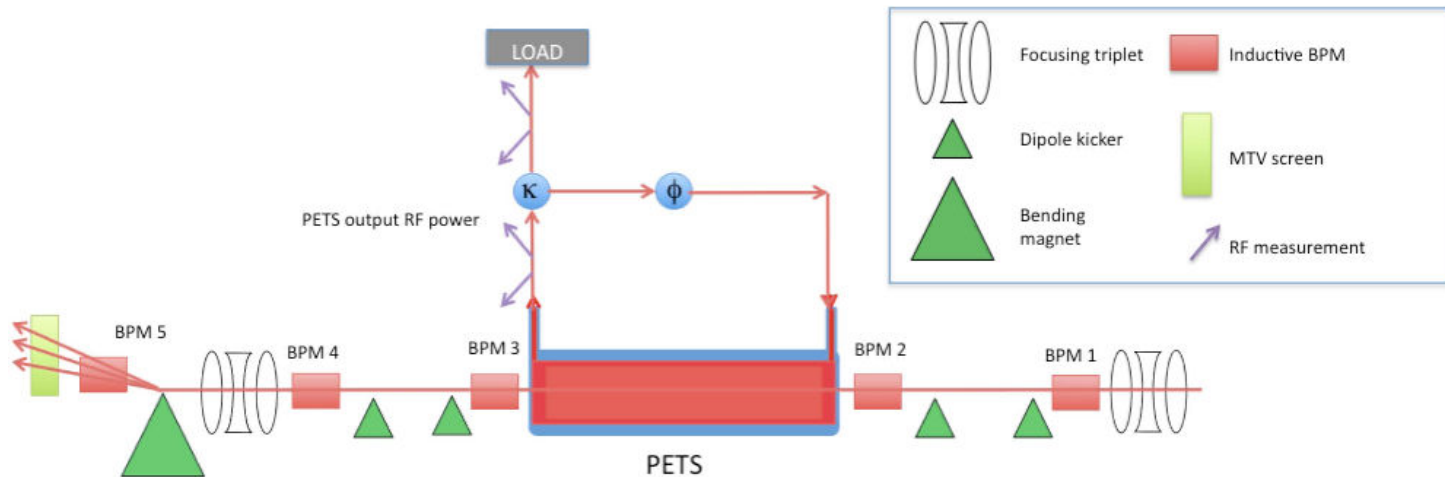 LOAD
κ
ϕ
PETS output RF power
BPM 5
BPM 4
BPM 3
BPM 2
BPM 1
PETS
Focusing triplet
Inductive BPM
Dipole kicker
MTV screen
Bending
magnet
RF measurement